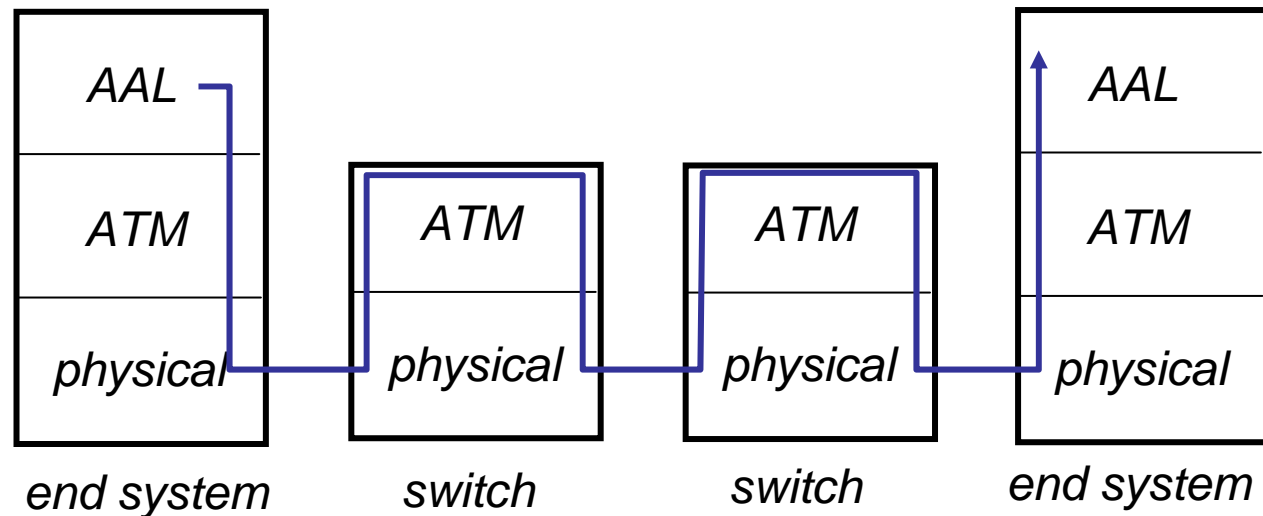 AAL
ATM
physical
end system
ATM
physical
switch
ATM
physical
switch
AAL
ATM
physical
end system